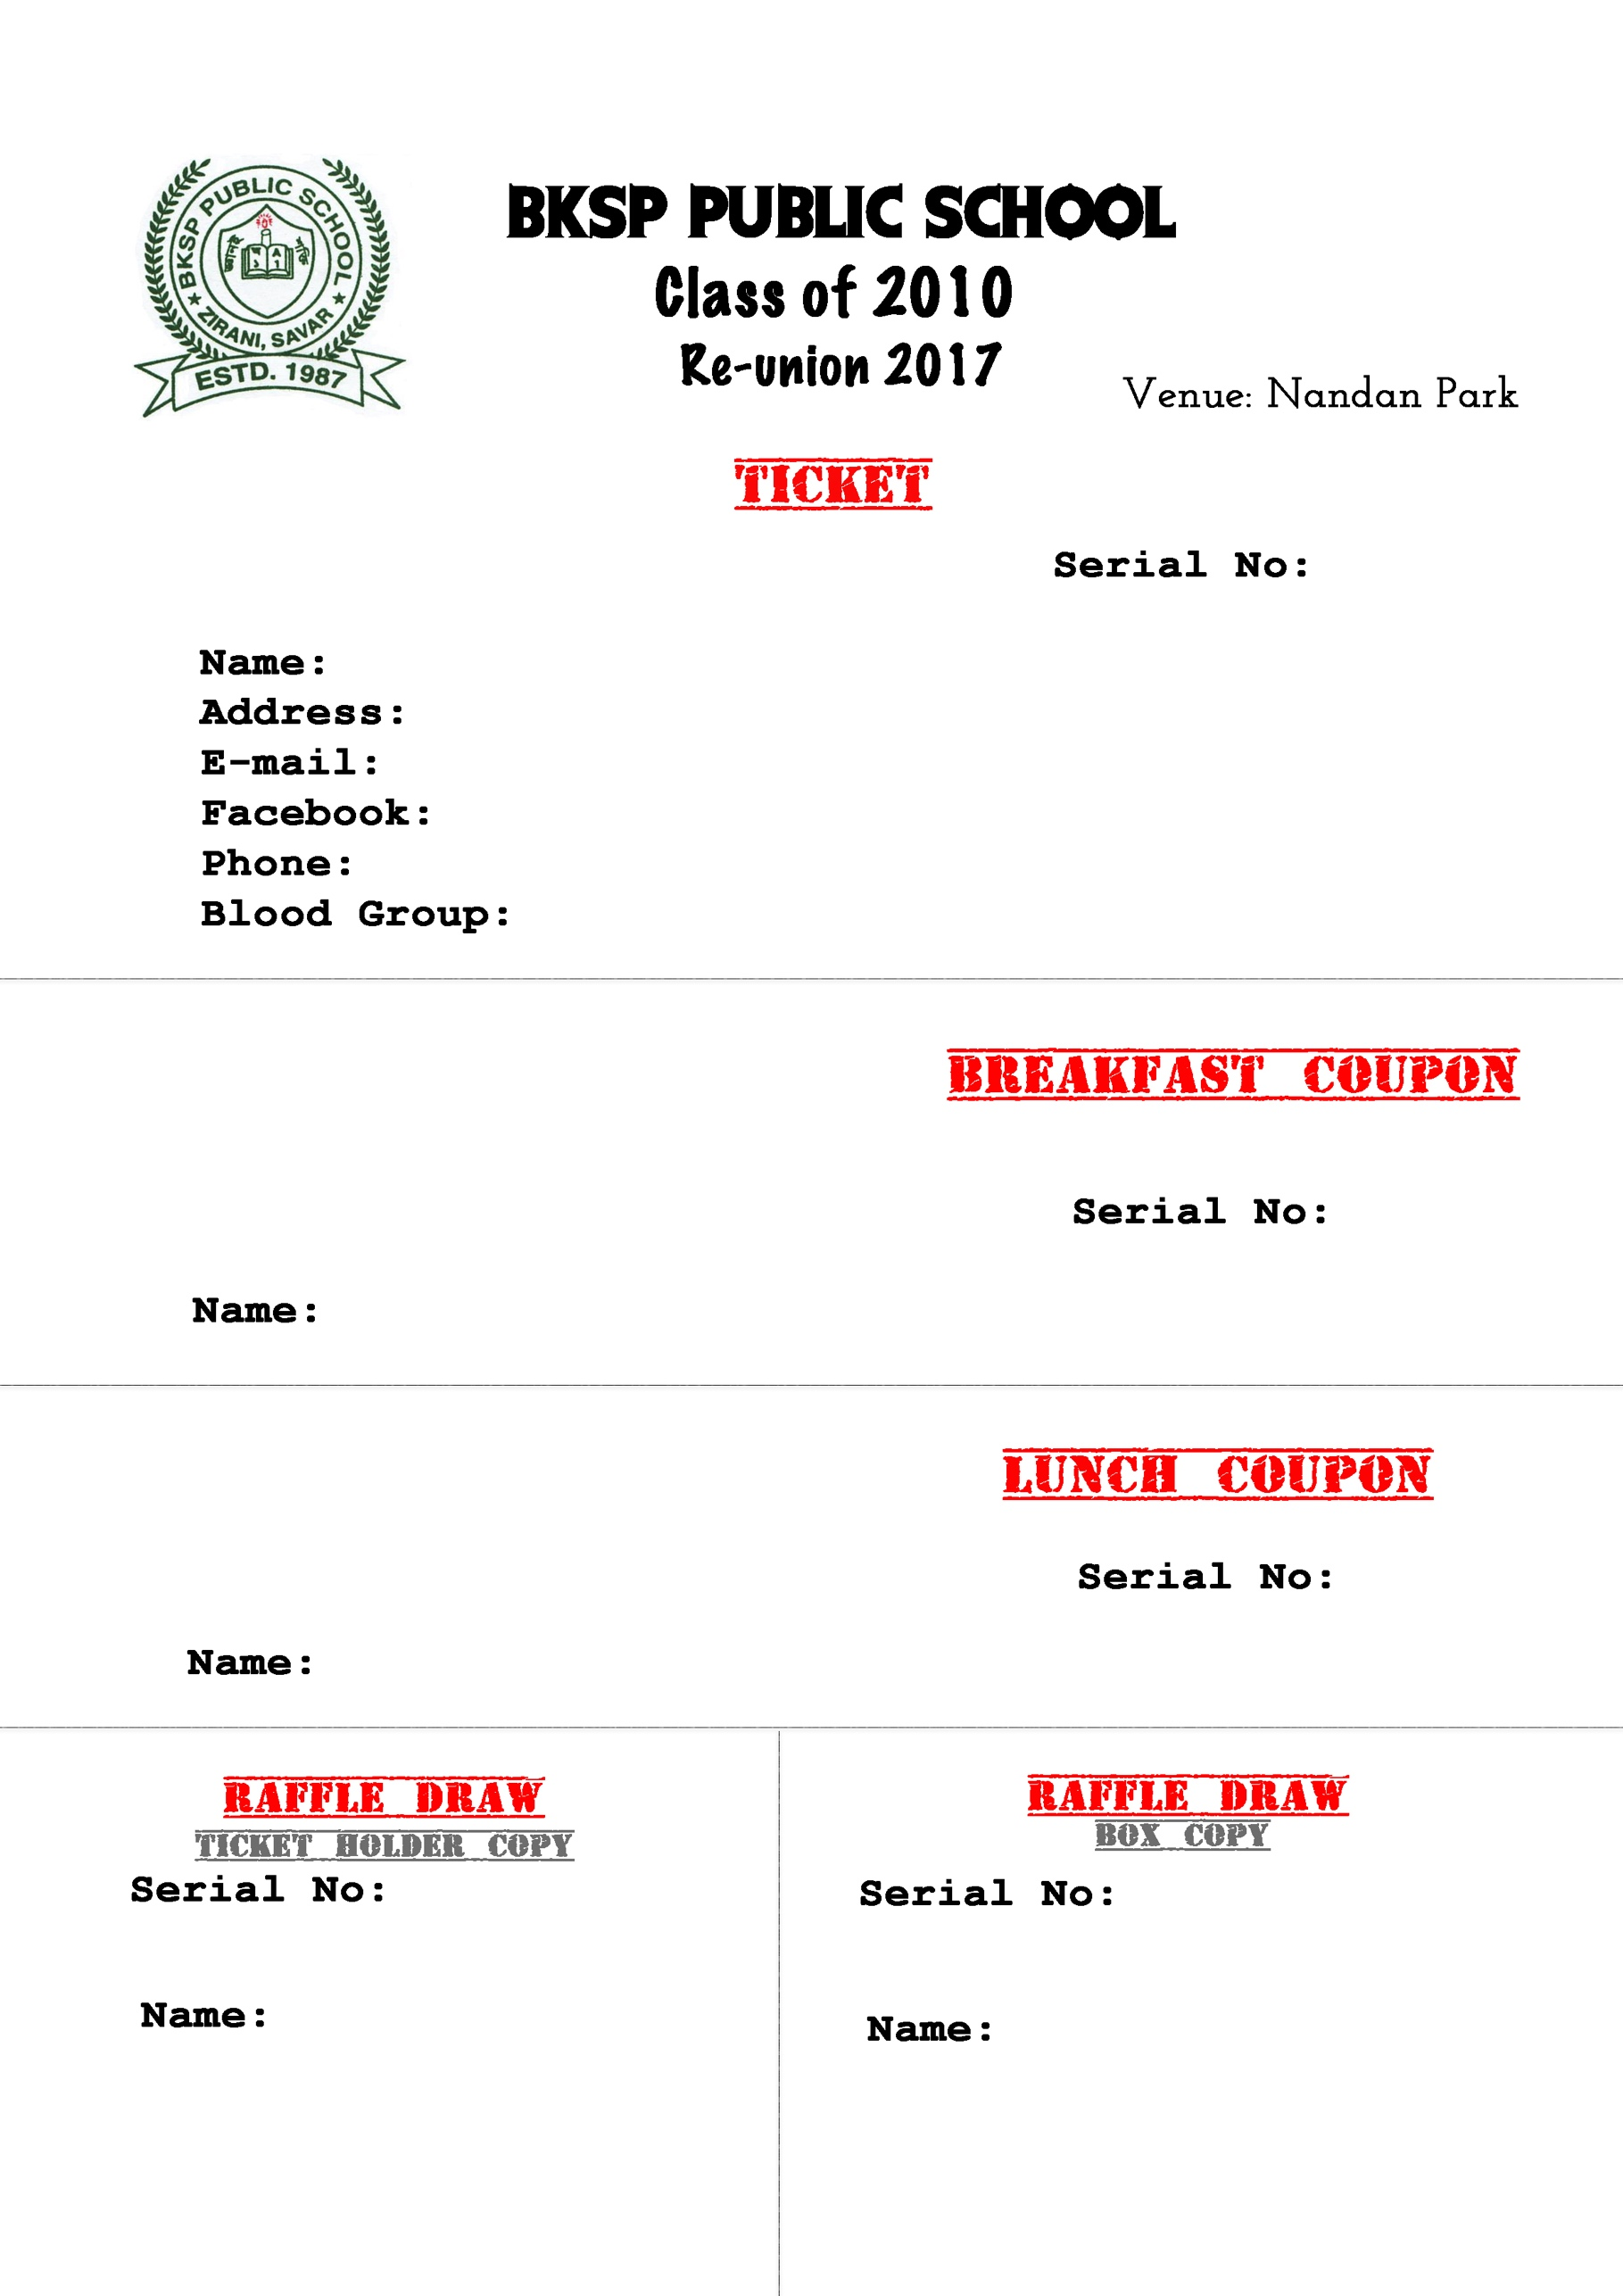 BKSP PUBLIC SCHOOL
★ ZIRANI, SAVAR ★
ESTD. 1987
BKSP PUBLIC SCHOOL
Class of 2010
Re-union 2017
Venue: Nandan Park
TICKET
Serial No:
Name:
Address:
E-mail:
Facebook:
Phone:
Blood Group:
BREAKFAST COUPON
Serial No:
Name:
LUNCH COUPON
Serial No:
Name:
RAFFLE DRAW
TICKET HOLDER COPY
Serial No:
Name:
RAFFLE DRAW
BOX COPY
Serial No:
Name: